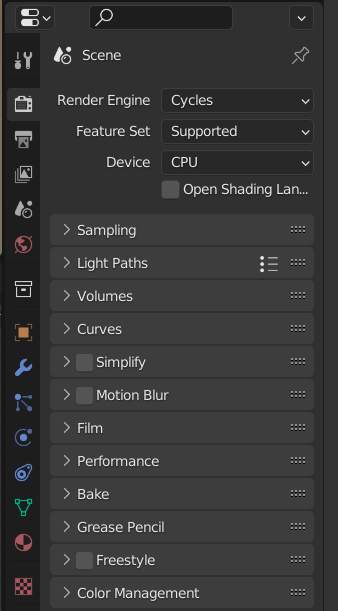 Scene
Render Engine Cycles
Feature Set Supported
Device CPU
Open Shading Lan...
Sampling
Light Paths
Volumes
Curves
Simplify
Motion Blur
Film
Performance
Bake
Grease Pencil
Freestyle
Color Management